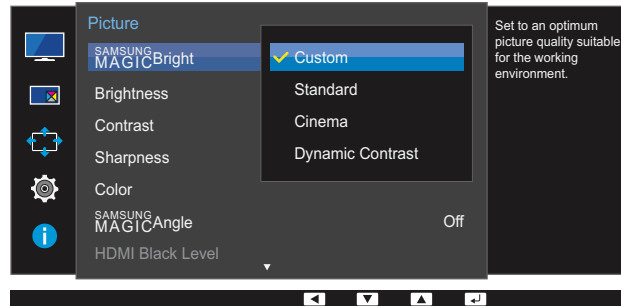 Picture
SAMSUNG
MAGICBright
Brightness
Contrast
Sharpness
Color
SAMSUNG
MAGICAngle
Off
HDMI Black Level
Custom
Standard
Cinema
Dynamic Contrast
Set to an optimum
picture quality suitable
for the working
environment.